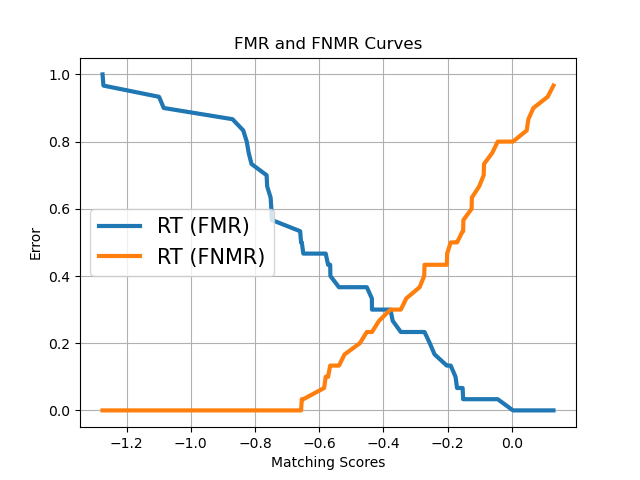 FMR and FNMR Curves
1.0
0.8
0.6
0.4
0.2
0.0
Error
RT (FMR)
RT (FNMR)
−1.2 −1.0 −0.8 −0.6 −0.4 −0.2 0.0
Matching Scores